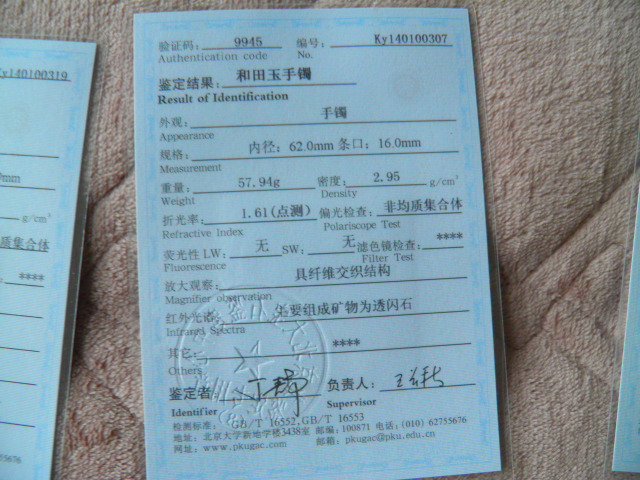 验证码: 9945 编号: Ky140100307
Authentication code No.
鉴定结果: 和田玉手镯
Result of Identification
外观: 手镯
Appearance
规格: 内径: 62.0mm 条口: 16.0mm
Measurement
重量: 57.94g 密度: 2.95 g/cm³
Weight Density
折光率: 1.61(点测) 偏光检查: 非均质集合体
Refractive Index Polariscope Test
荧光性 LW: 无 SW: 无 滤色镜检查: ****
Fluorescence Filter Test
放大观察: 具纤维交织结构
Magnifier observation
红外光谱: 主要组成矿物为透闪石
Infrared Spectra
其它: ****
Others
鉴定者: 负责人:
Identifier Supervisor
检测标准: GB/T 16552,GB/T 16553
地址: 北京大学新地学楼3438室 邮编: 100871 电话: (010) 62755676
网址: www.pkugac.com 邮箱: pkugac@pku.edu.cn
Ky140100319
mm
g/cm³
质集合体
****
55676